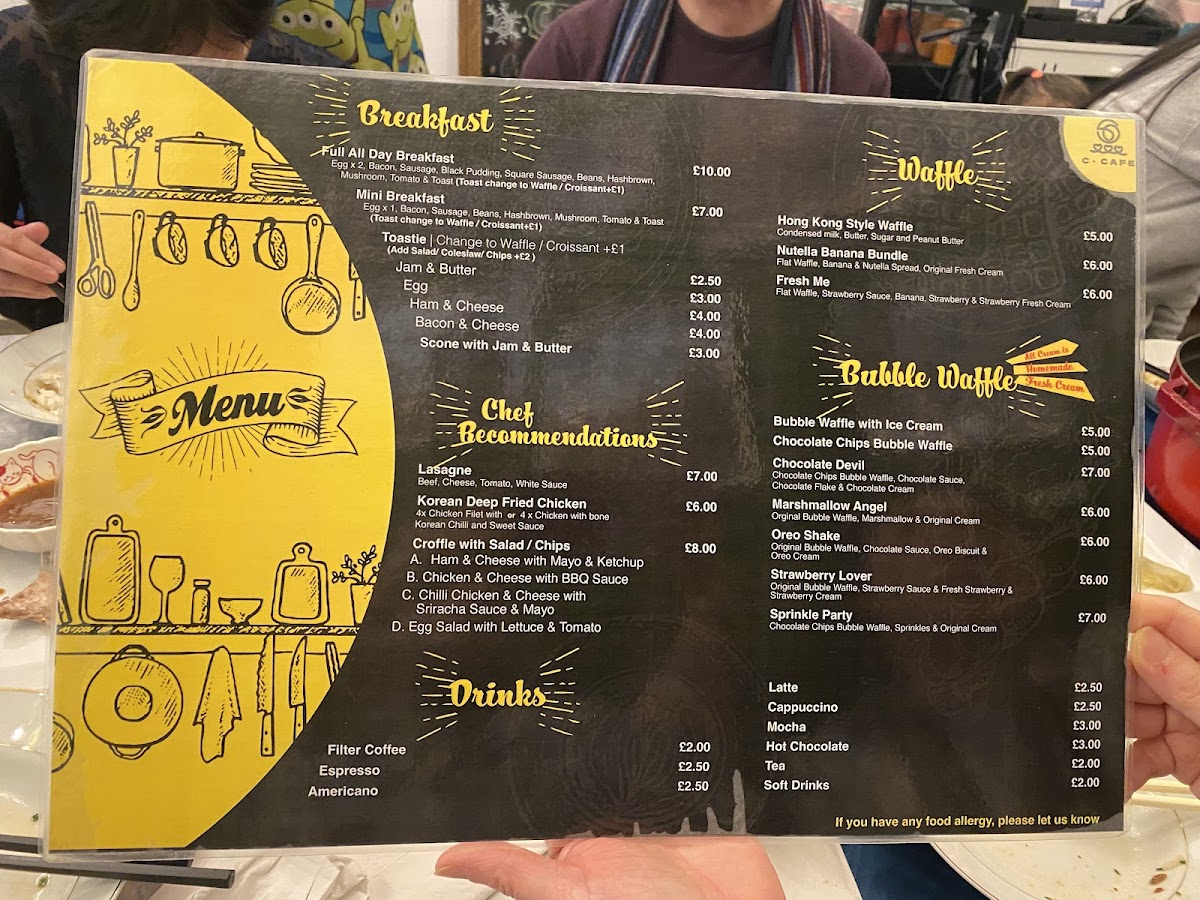 Menu
Breakfast
Full All Day Breakfast £10.00
Egg x 2, Bacon, Sausage, Black Pudding, Square Sausage, Beans, Hashbrown,
Mushroom, Tomato & Toast (Toast change to Waffle / Croissant+£1)
Mini Breakfast £7.00
Egg x 1, Bacon, Sausage, Beans, Hashbrown, Mushroom, Tomato & Toast
(Toast change to Waffle / Croissant+£1)
Toastie | Change to Waffle / Croissant +£1
(Add Salad/ Coleslaw/ Chips +£2 )
Jam & Butter £2.50
Egg £3.00
Ham & Cheese £4.00
Bacon & Cheese £4.00
Scone with Jam & Butter £3.00
Chef
Recommendations
Lasagne £7.00
Beef, Cheese, Tomato, White Sauce
Korean Deep Fried Chicken £6.00
4x Chicken Filet with or 4 x Chicken with bone
Korean Chilli and Sweet Sauce
Croffle with Salad / Chips £8.00
A. Ham & Cheese with Mayo & Ketchup
B. Chicken & Cheese with BBQ Sauce
C. Chilli Chicken & Cheese with
Sriracha Sauce & Mayo
D. Egg Salad with Lettuce & Tomato
Drinks
Filter Coffee £2.00
Espresso £2.50
Americano £2.50
C·CAFE
Waffle
Hong Kong Style Waffle £5.00
Condensed milk, Butter, Sugar and Peanut Butter
Nutella Banana Bundle £6.00
Flat Waffle, Banana & Nutella Spread, Original Fresh Cream
Fresh Me £6.00
Flat Waffle, Strawberry Sauce, Banana, Strawberry & Strawberry Fresh Cream
Bubble Waffle
All Cream is
Homemade
Fresh Cream
Bubble Waffle with Ice Cream £5.00
Chocolate Chips Bubble Waffle £5.00
Chocolate Devil £7.00
Chocolate Chips Bubble Waffle, Chocolate Sauce,
Chocolate Flake & Chocolate Cream
Marshmallow Angel £6.00
Orginal Bubble Waffle, Marshmallow & Original Cream
Oreo Shake £6.00
Original Bubble Waffle, Chocolate Sauce, Oreo Biscuit &
Oreo Cream
Strawberry Lover £6.00
Original Bubble Waffle, Strawberry Sauce & Fresh Strawberry &
Strawberry Cream
Sprinkle Party £7.00
Chocolate Chips Bubble Waffle, Sprinkles & Original Cream
Latte £2.50
Cappuccino £2.50
Mocha £3.00
Hot Chocolate £3.00
Tea £2.00
Soft Drinks £2.00
If you have any food allergy, please let us know